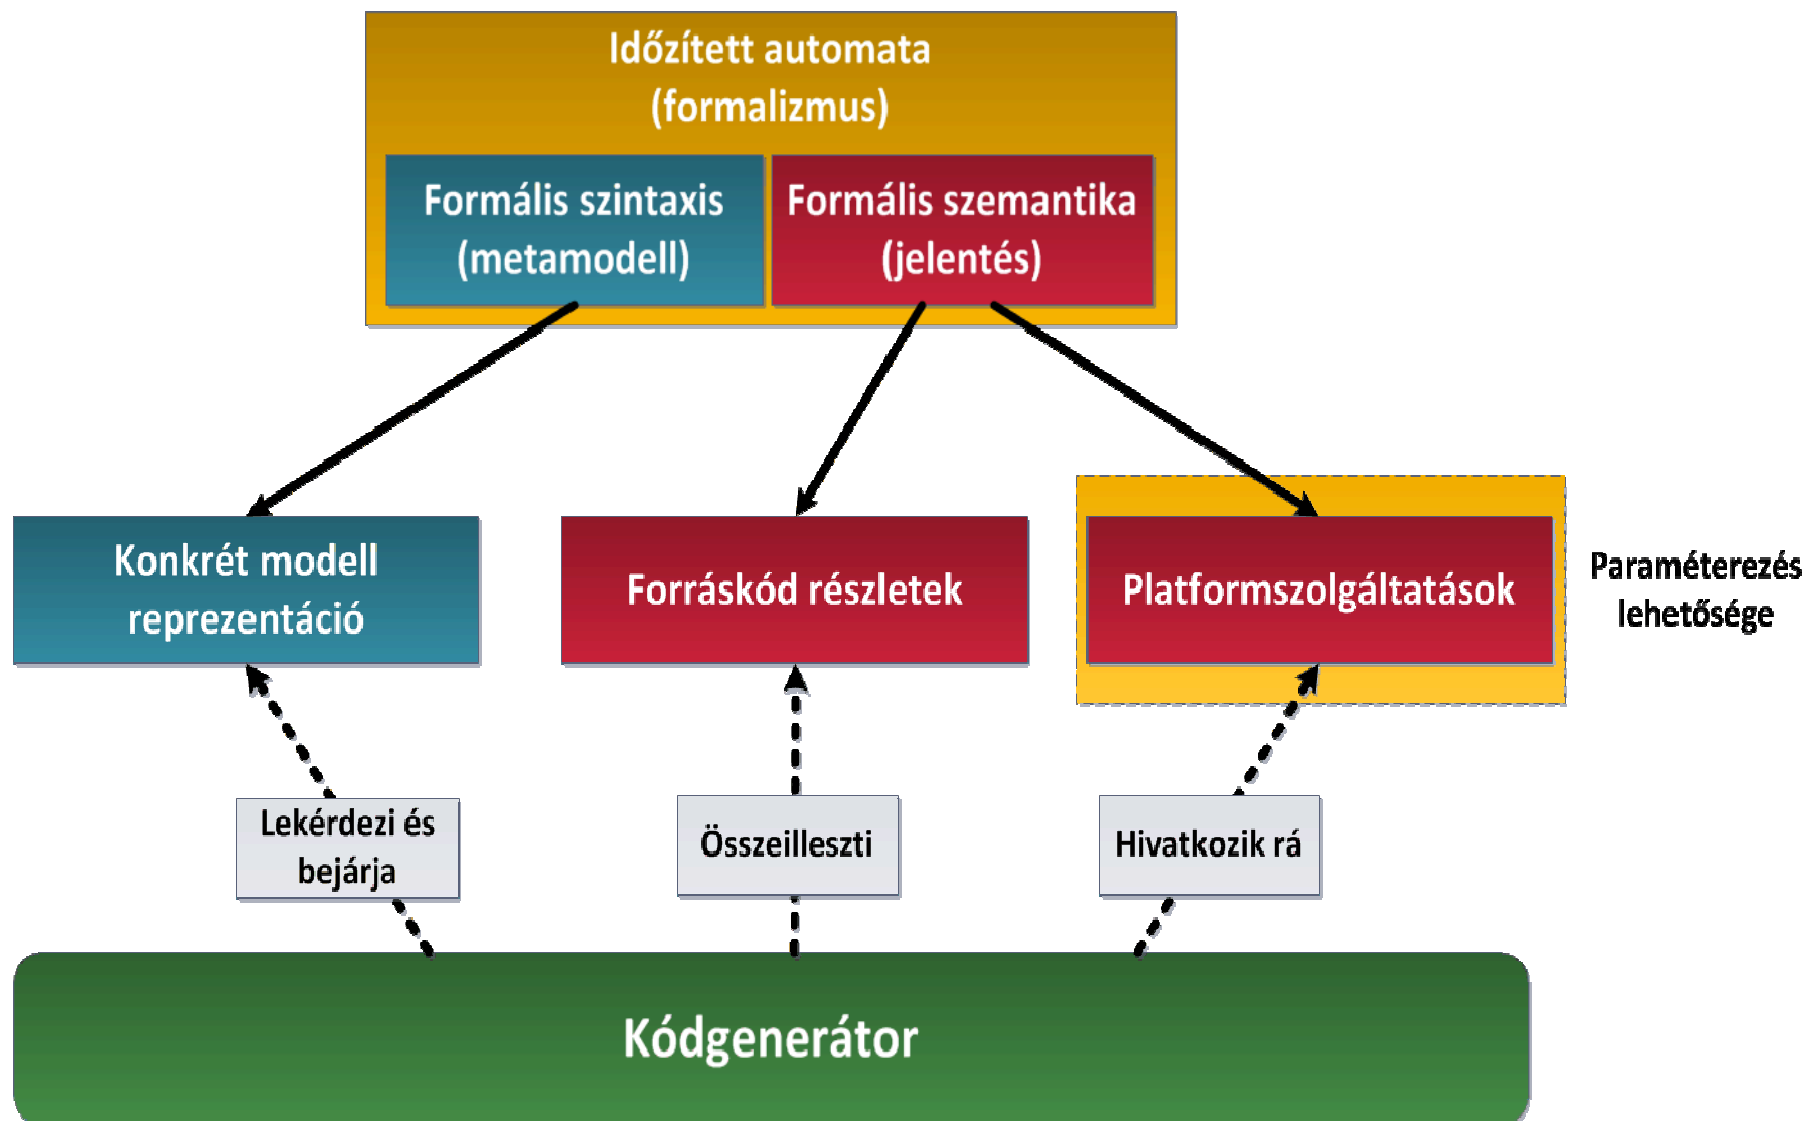 Időzített automata
(formalizmus)
Formális szintaxis
(metamodell)
Formális szemantika
(jelentés)
Konkrét modell
reprezentáció
Forráskód részletek
Platformszolgáltatások
Paraméterezés
lehetősége
Lekérdezi és
bejárja
Összeilleszti
Hivatkozik rá
Kódgenerátor